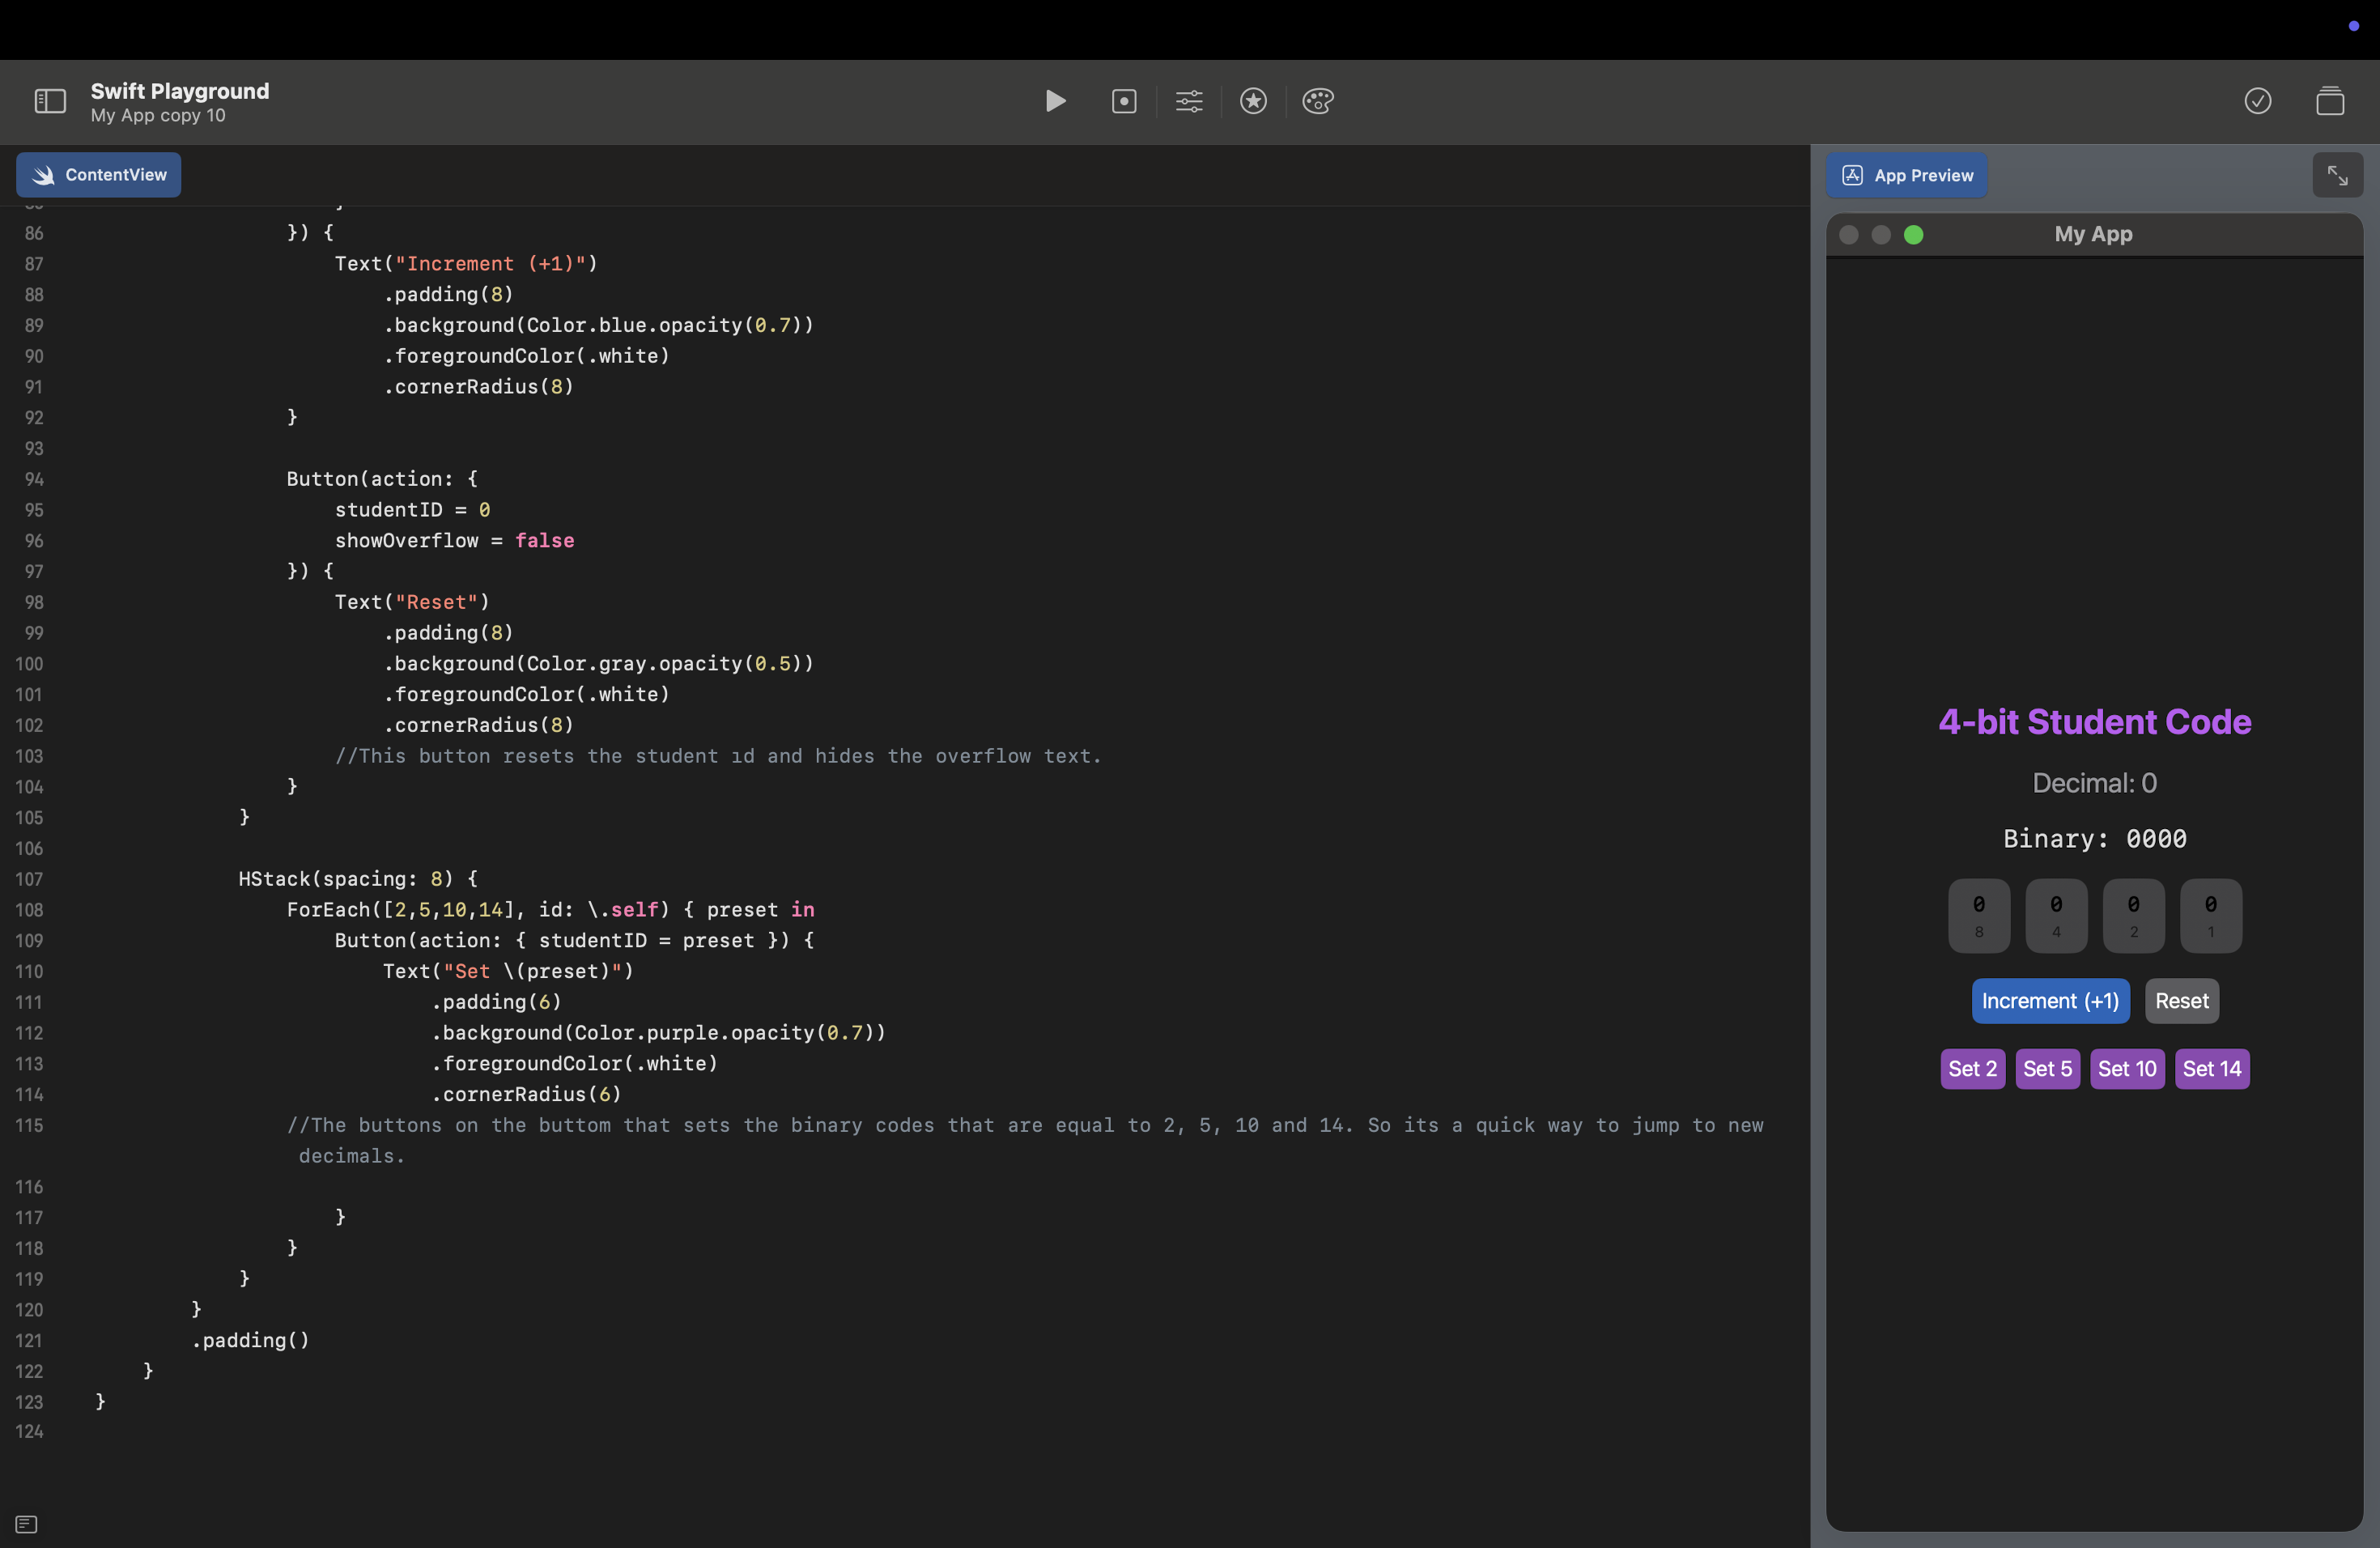 Swift Playground
My App copy 10
ContentView
App Preview
My App
86 }) {
87 Text("Increment (+1)")
88 .padding(8)
89 .background(Color.blue.opacity(0.7))
90 .foregroundColor(.white)
91 .cornerRadius(8)
92 }
93
94 Button(action: {
95 studentID = 0
96 showOverflow = false
97 }) {
98 Text("Reset")
99 .padding(8)
100 .background(Color.gray.opacity(0.5))
101 .foregroundColor(.white)
102 .cornerRadius(8)
103 //This button resets the student ıd and hides the overflow text.
104 }
105 }
106
107 HStack(spacing: 8) {
108 ForEach([2,5,10,14], id: \.self) { preset in
109 Button(action: { studentID = preset }) {
110 Text("Set \(preset)")
111 .padding(6)
112 .background(Color.purple.opacity(0.7))
113 .foregroundColor(.white)
114 .cornerRadius(6)
115 //The buttons on the buttom that sets the binary codes that are equal to 2, 5, 10 and 14. So its a quick way to jump to new
decimals.
116
117 }
118 }
119 }
120 }
121 .padding()
122 }
123 }
124
4-bit Student Code
Decimal: 0
Binary: 0000
0 0 0 0
8 4 2 1
Increment (+1) Reset
Set 2 Set 5 Set 10 Set 14